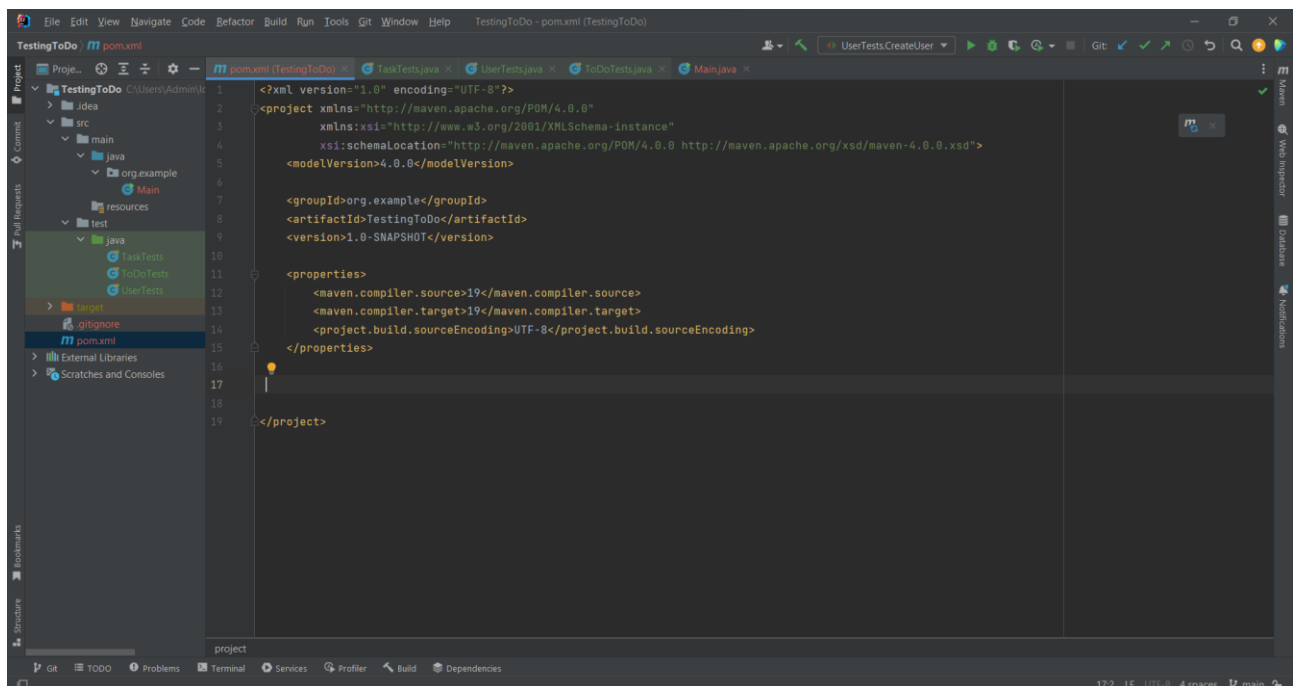 File Edit View Navigate Code Refactor Build Run Tools Git Window Help TestingToDo - pom.xml (TestingToDo)
TestingToDo pom.xml UserTests.CreateUser Git:
Proje... pom.xml (TestingToDo) TaskTests.java UserTests.java ToDoTests.java Main.java
Project
Commit
Pull Requests
Bookmarks
Structure
TestingToDo C:\Users\Admin\Ic
.idea
src
main
java
org.example
Main
resources
test
java
TaskTests
ToDoTests
UserTests
target
.gitignore
pom.xml
External Libraries
Scratches and Consoles
1 <?xml version="1.0" encoding="UTF-8"?>
2 <project xmlns="http://maven.apache.org/POM/4.0.0"
3 xmlns:xsi="http://www.w3.org/2001/XMLSchema-instance"
4 xsi:schemaLocation="http://maven.apache.org/POM/4.0.0 http://maven.apache.org/xsd/maven-4.0.0.xsd">
5 <modelVersion>4.0.0</modelVersion>
6
7 <groupId>org.example</groupId>
8 <artifactId>TestingToDo</artifactId>
9 <version>1.0-SNAPSHOT</version>
10
11 <properties>
12 <maven.compiler.source>19</maven.compiler.source>
13 <maven.compiler.target>19</maven.compiler.target>
14 <project.build.sourceEncoding>UTF-8</project.build.sourceEncoding>
15 </properties>
16
17
18
19 </project>
m
Maven
Web Inspector
Database
Notifications
project
Git TODO Problems Terminal Services Profiler Build Dependencies
17:2 LF UTF-8 4 spaces main